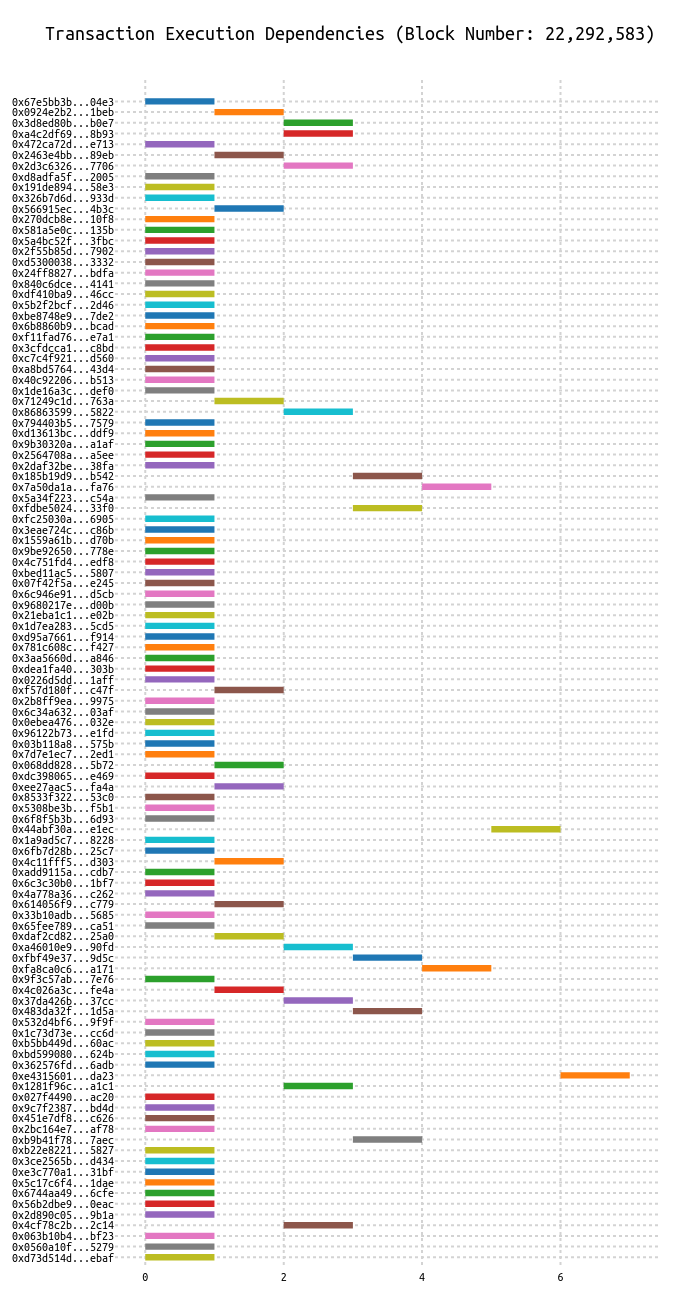 Transaction Execution Dependencies (Block Number: 22,292,583)
0x67e5bb3b...04e3
0x0924e2b2...1beb
0x3d8ed80b...b0e7
0xa4c2df69...8b93
0x472ca72d...e713
0x2463e4bb...89eb
0x2d3c6326...7706
0xd8adfa5f...2005
0x191de894...58e3
0x326b7d6d...933d
0x566915ec...4b3c
0x270dcb8e...10f8
0x581a5e0c...135b
0x5a4bc52f...3fbc
0x2f55b85d...7902
0xd5300038...3332
0x24ff8827...bdfa
0x840c6dce...4141
0xdf410ba9...46cc
0x5b2f2bcf...2d46
0xbe8748e9...7de2
0x6b8860b9...bcad
0xf11fad76...e7a1
0x3cfdcca1...c8bd
0xc7c4f921...d560
0xa8bd5764...43d4
0x40c92206...b513
0x1de16a3c...def0
0x71249c1d...763a
0x86863599...5822
0x794403b5...7579
0xd13613bc...ddf9
0x9b30320a...a1af
0x2564708a...a5ee
0x2daf32be...38fa
0x185b19d9...b542
0x7a50da1a...fa76
0x5a34f223...c54a
0xfdbe5024...33f0
0xfc25030a...6905
0x3eae724c...c86b
0x1559a61b...d70b
0x9be92650...778e
0x4c751fd4...edf8
0xbed11ac5...5807
0x07f42f5a...e245
0x6c946e91...d5cb
0x9680217e...d00b
0x21eba1c1...e02b
0x1d7ea283...5cd5
0xd95a7661...f914
0x781c608c...f427
0x3aa5660d...a846
0xdea1fa40...303b
0x0226d5dd...1aff
0xf57d180f...c47f
0x2b8ff9ea...9975
0x6c34a632...03af
0x0ebea476...032e
0x96122b73...e1fd
0x03b118a8...575b
0x7d7e1ec7...2ed1
0x068dd828...5b72
0xdc398065...e469
0xee27aac5...fa4a
0x8533f322...53c0
0x5308be3b...f5b1
0x6f8f5b3b...6d93
0x44abf30a...e1ec
0x1a9ad5c7...8228
0x6fb7d28b...25c7
0x4c11fff5...d303
0xadd9115a...cdb7
0x6c3c30b0...1bf7
0x4a778a36...c262
0x614056f9...c779
0x33b10adb...5685
0x65fee789...ca51
0xdaf2cd82...25a0
0xa46010e9...90fd
0xfbf49e37...9d5c
0xfa8ca0c6...a171
0x9f3c57ab...7e76
0x4c026a3c...fe4a
0x37da426b...37cc
0x483da32f...1d5a
0x532d4bf6...9f9f
0x1c73d73e...cc6d
0xb5bb449d...60ac
0xbd599080...624b
0x362576fd...6adb
0xe4315601...da23
0x1281f96c...a1c1
0x027f4490...ac20
0x9c7f2387...bd4d
0x451e7df8...c626
0x2bc164e7...af78
0xb9b41f78...7aec
0xb22e8221...5827
0x3ce2565b...d434
0xe3c770a1...31bf
0x5c17c6f4...1dae
0x6744aa49...6cfe
0x56b2dbe9...0eac
0x2d890c05...9b1a
0x4cf78c2b...2c14
0x063b10b4...bf23
0x0560a10f...5279
0xd73d514d...ebaf
0 2 4 6